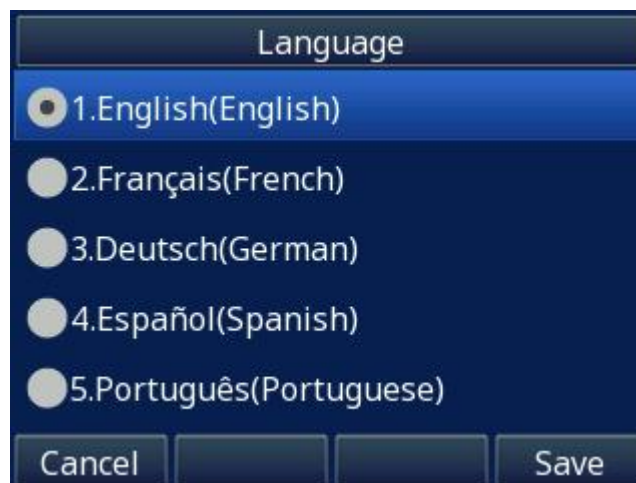 Language
1.English(English)
2.Français(French)
3.Deutsch(German)
4.Español(Spanish)
5.Português(Portuguese)
Cancel Save